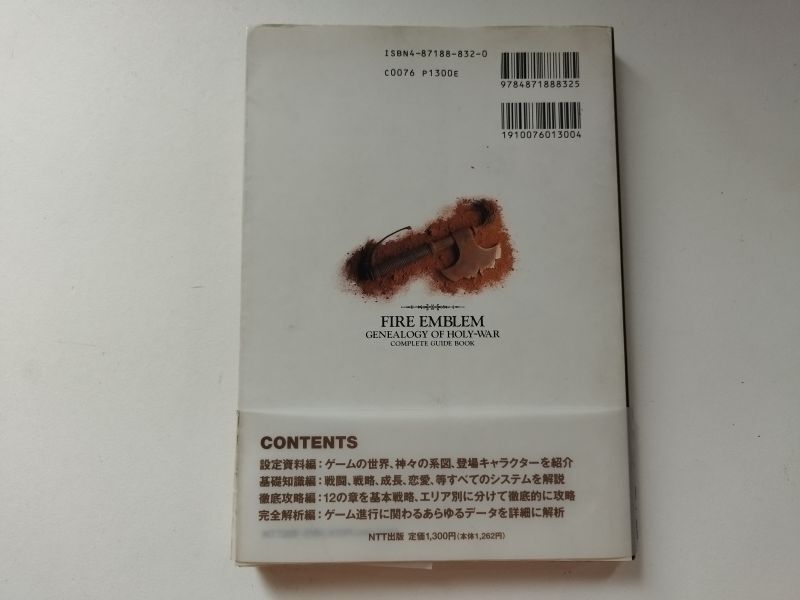 ISBN4-87188-832-0
C0076 P1300E
9784871888325
1910076013004
FIRE EMBLEM
GENEALOGY OF HOLY-WAR
COMPLETE GUIDE BOOK
CONTENTS
設定資料編:ゲームの世界、神々の系図、登場キャラクターを紹介
基礎知識編:戦闘、戦略、成長、恋愛、等すべてのシステムを解説
徹底攻略編:12の章を基本戦略、エリア別に分けて徹底的に攻略
完全解析編:ゲーム進行に関わるあらゆるデータを詳細に解析
NTT出版 定価1,300円(本体1,262円)